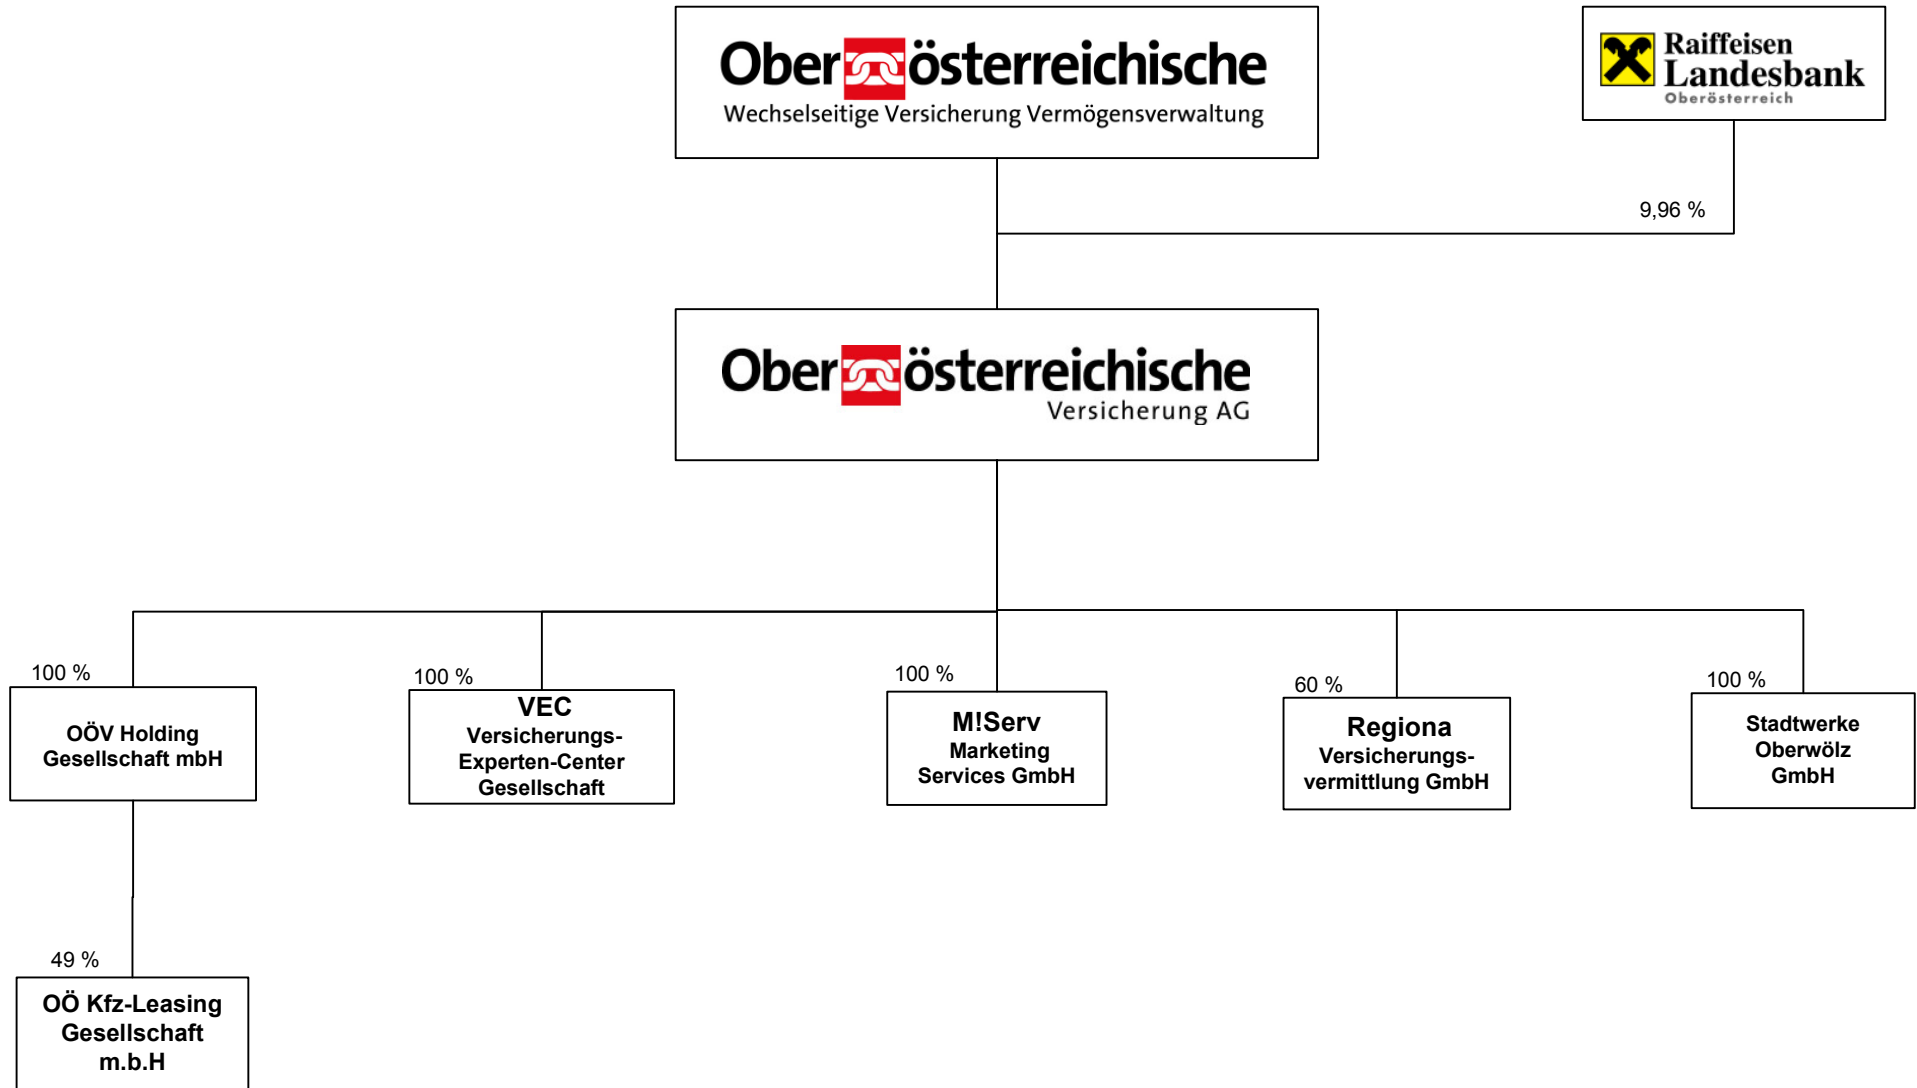 Oberösterreichische
Wechselseitige Versicherung Vermögensverwaltung
Raiffeisen
Landesbank
Oberösterreich
9,96 %
Oberösterreichische
Versicherung AG
100 %
OÖV Holding
Gesellschaft mbH
100 %
VEC
Versicherungs-
Experten-Center
Gesellschaft
100 %
M!Serv
Marketing
Services GmbH
60 %
Regiona
Versicherungs-
vermittlung GmbH
100 %
Stadtwerke
Oberwölz
GmbH
49 %
OÖ Kfz-Leasing
Gesellschaft
m.b.H